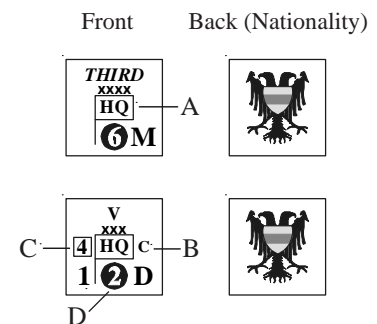 Front Back (Nationality)
THIRD
xxxx
HQ A
6 M
V
xxx
C 4 HQ C B
1 2 D
D